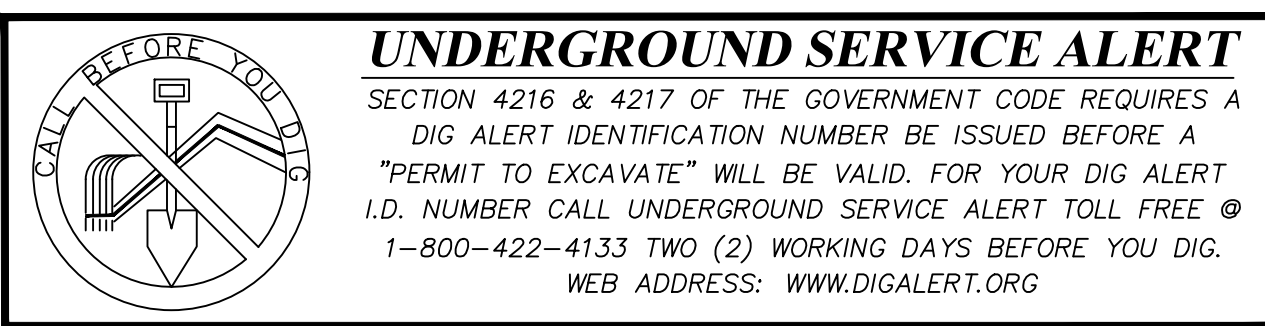 CALL BEFORE YOU DIG
UNDERGROUND SERVICE ALERT
SECTION 4216 & 4217 OF THE GOVERNMENT CODE REQUIRES A
DIG ALERT IDENTIFICATION NUMBER BE ISSUED BEFORE A
"PERMIT TO EXCAVATE" WILL BE VALID. FOR YOUR DIG ALERT
I.D. NUMBER CALL UNDERGROUND SERVICE ALERT TOLL FREE @
1-800-422-4133 TWO (2) WORKING DAYS BEFORE YOU DIG.
WEB ADDRESS: WWW.DIGALERT.ORG